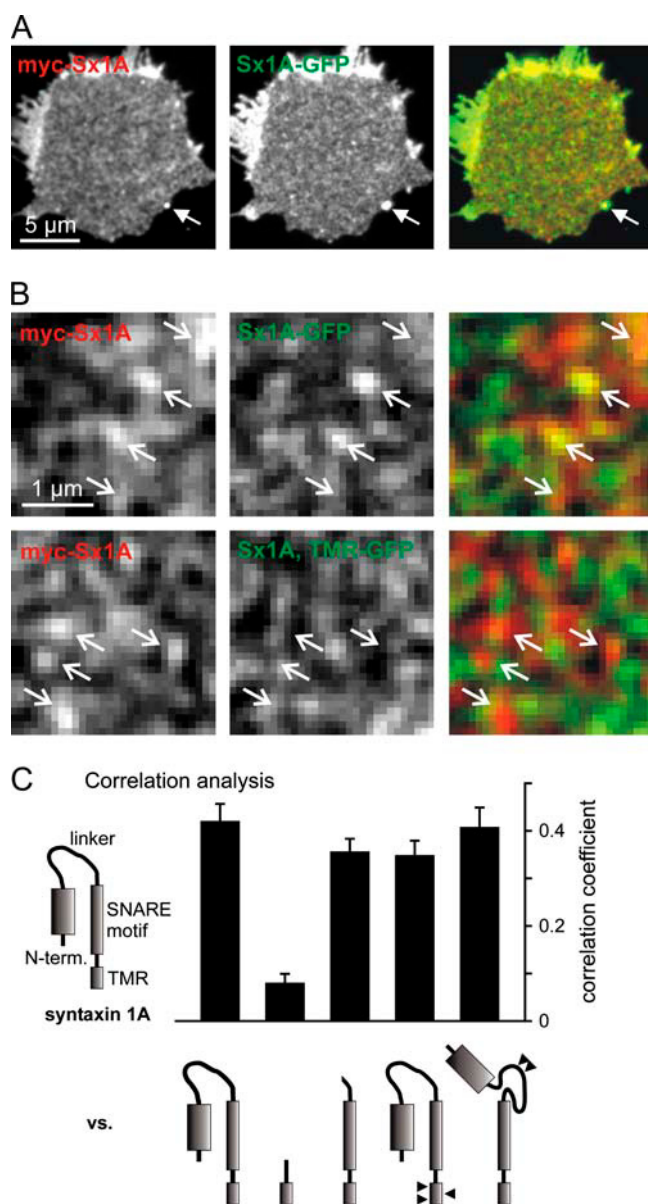 A
myc-Sx1A
Sx1A-GFP
5 µm
B
myc-Sx1A
Sx1A-GFP
1 µm
myc-Sx1A
Sx1A, TMR-GFP
C
Correlation analysis
linker
SNARE
motif
N-term.
TMR
syntaxin 1A
0.4
0.2
0
correlation coefficient
vs.